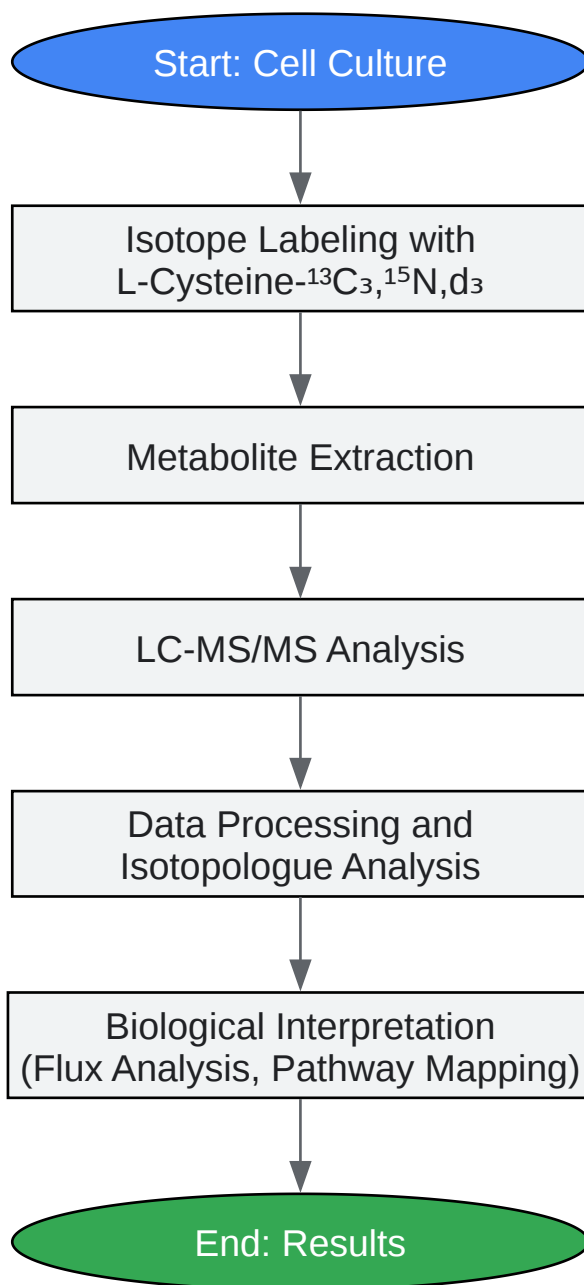 Start: Cell Culture
Isotope Labeling with
L-Cysteine-¹³C₃,¹⁵N,d₃
Metabolite Extraction
LC-MS/MS Analysis
Data Processing and
Isotopologue Analysis
Biological Interpretation
(Flux Analysis, Pathway Mapping)
End: Results